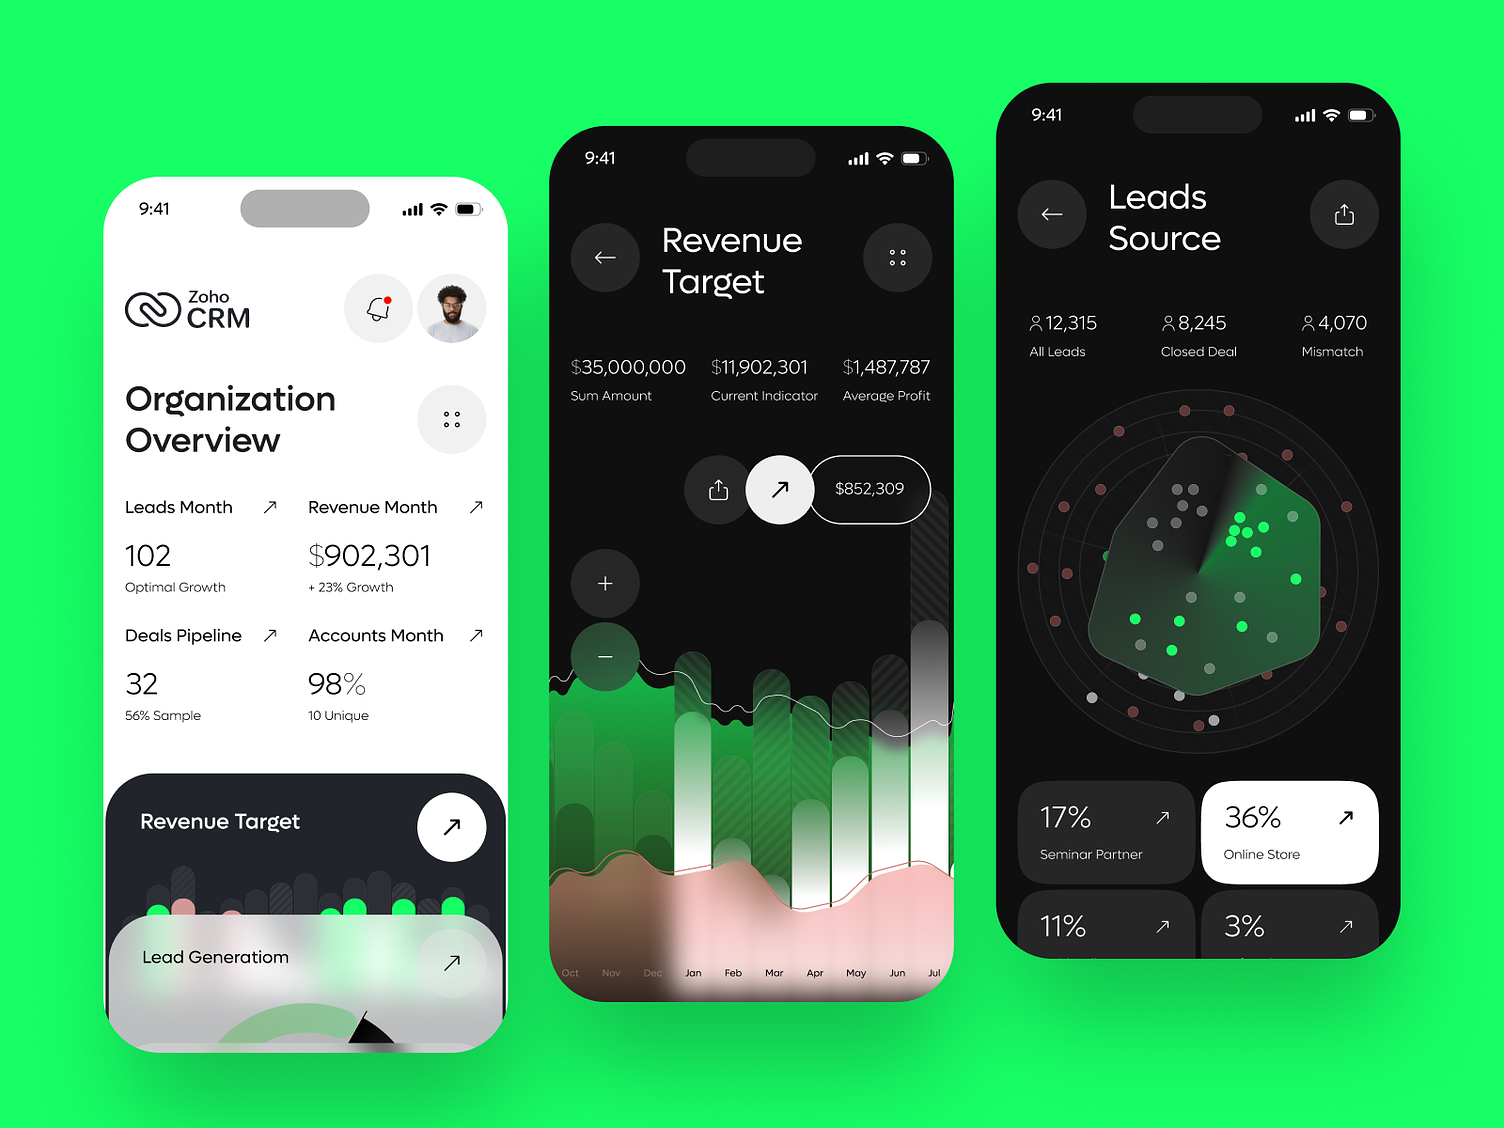 9:41
Zoho
CRM
Organization
Overview
Leads Month
Revenue Month
102
$902,301
Optimal Growth
+ 23% Growth
Deals Pipeline
Accounts Month
32
98%
56% Sample
10 Unique
Revenue Target
Lead Generatiom
9:41
Revenue
Target
$35,000,000
$11,902,301
$1,487,787
Sum Amount
Current Indicator
Average Profit
$852,309
+
−
Oct Nov Dec Jan Feb Mar Apr May Jun Jul
9:41
Leads
Source
12,315
8,245
4,070
All Leads
Closed Deal
Mismatch
17%
36%
Seminar Partner
Online Store
11%
3%